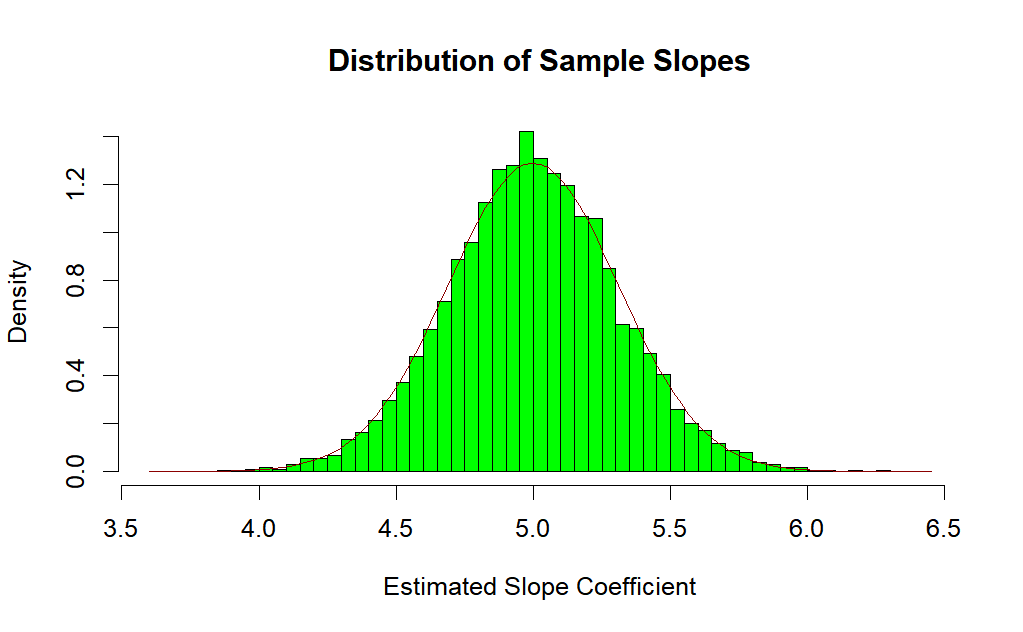 Distribution of Sample Slopes
Density
1.2
0.8
0.4
0.0
3.5 4.0 4.5 5.0 5.5 6.0 6.5
Estimated Slope Coefficient